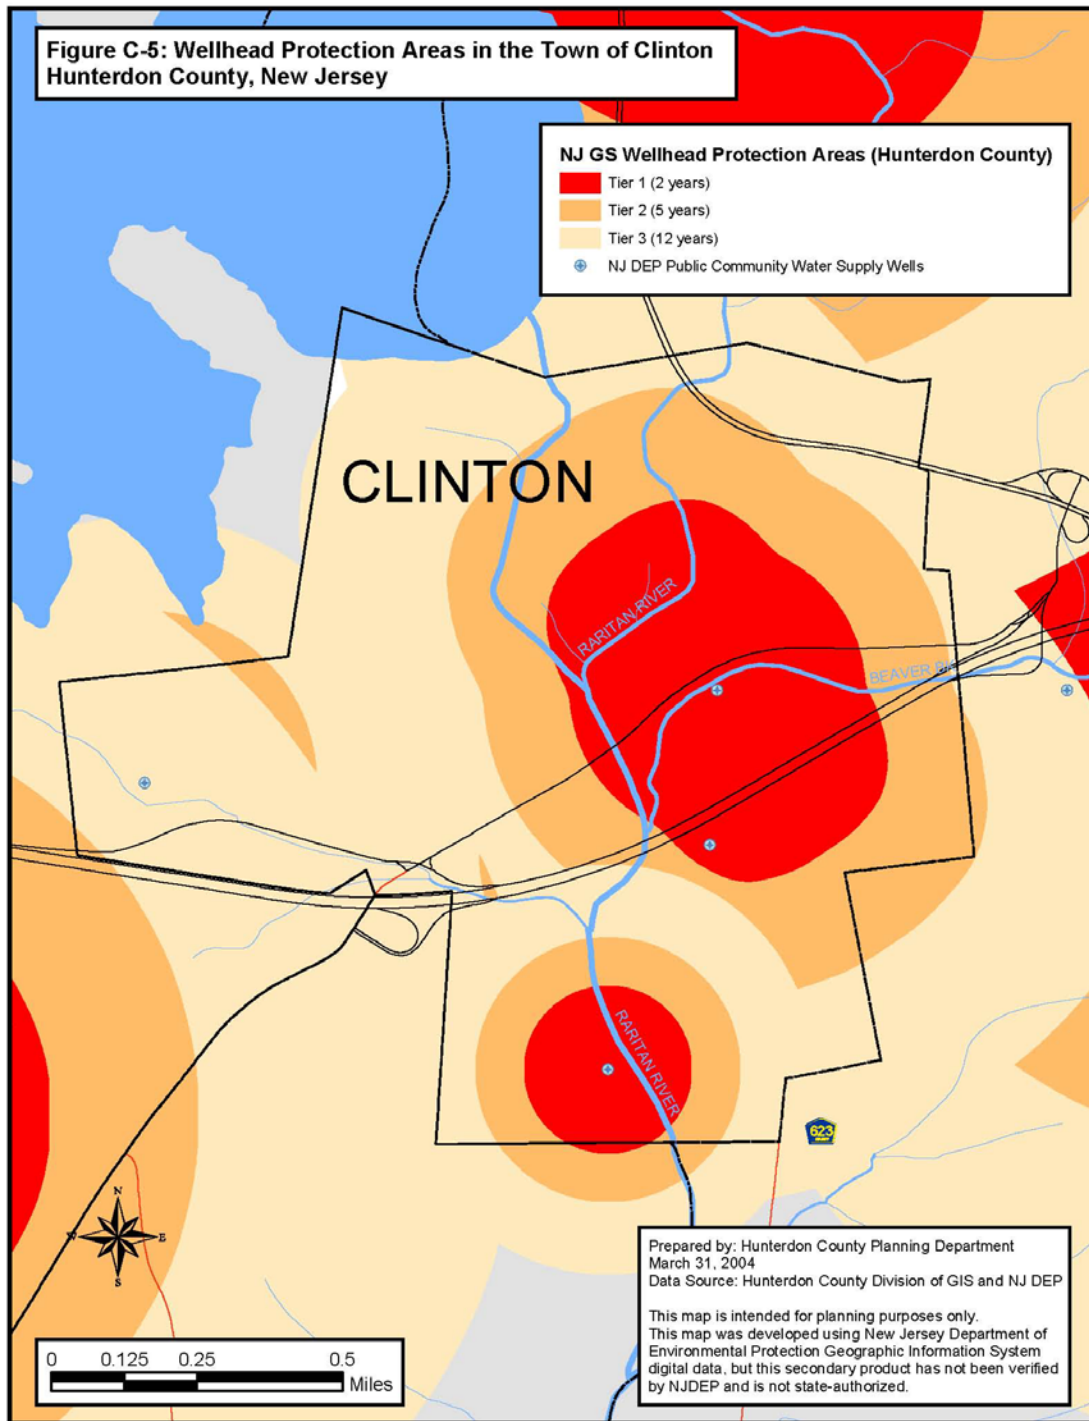 Figure C-5: Wellhead Protection Areas in the Town of Clinton
Hunterdon County, New Jersey
NJ GS Wellhead Protection Areas (Hunterdon County)
Tier 1 (2 years)
Tier 2 (5 years)
Tier 3 (12 years)
NJ DEP Public Community Water Supply Wells
CLINTON
RARITAN RIVER
BEAVER BK
RARITAN RIVER
623
N
W
E
S
Prepared by: Hunterdon County Planning Department
March 31, 2004
Data Source: Hunterdon County Division of GIS and NJ DEP
This map is intended for planning purposes only.
This map was developed using New Jersey Department of
Environmental Protection Geographic Information System
digital data, but this secondary product has not been verified
by NJDEP and is not state-authorized.
0 0.125 0.25 0.5
Miles